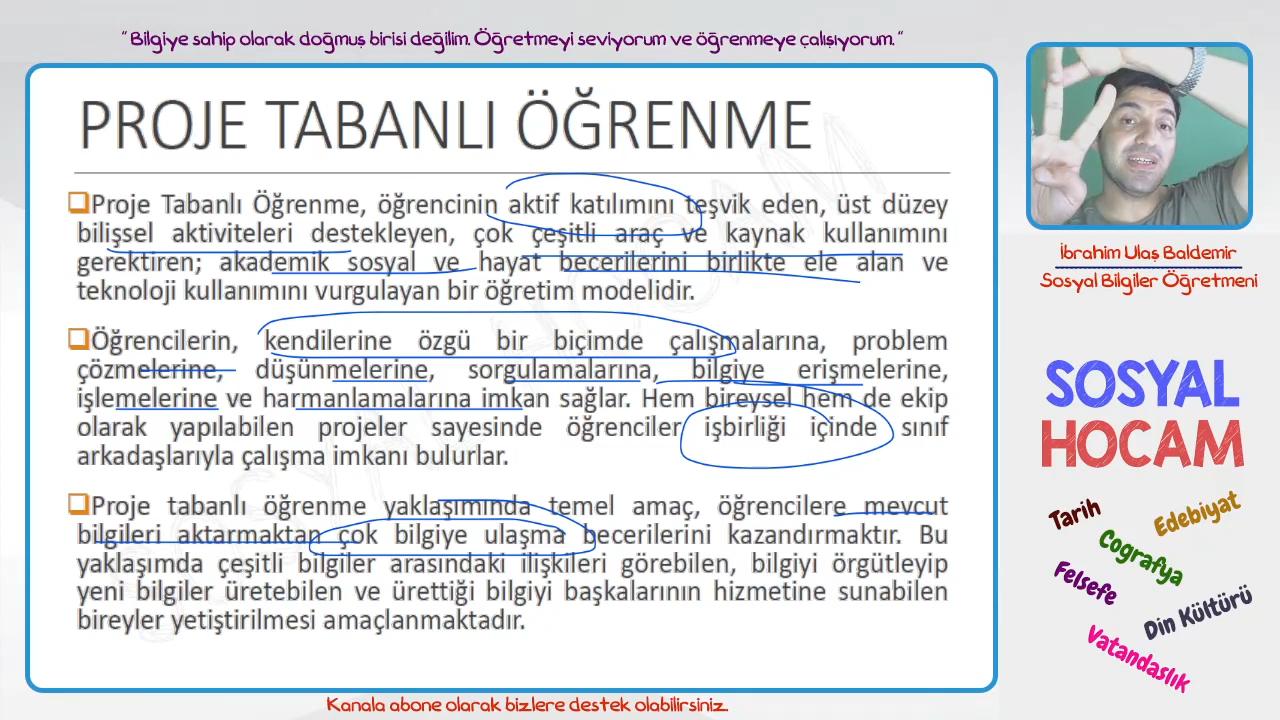 “ Bilgiye sahip olarak doğmuş birisi değilim. Öğretmeyi seviyorum ve öğrenmeye çalışıyorum. “
PROJE TABANLI ÖĞRENME
Proje Tabanlı Öğrenme, öğrencinin aktif katılımını teşvik eden, üst düzey
bilişsel aktiviteleri destekleyen, çok çeşitli araç ve kaynak kullanımını
gerektiren; akademik sosyal ve hayat becerilerini birlikte ele alan ve
teknoloji kullanımını vurgulayan bir öğretim modelidir.
Öğrencilerin, kendilerine özgü bir biçimde çalışmalarına, problem
çözmelerine, düşünmelerine, sorgulamalarına, bilgiye erişmelerine,
işlemelerine ve harmanlamalarına imkan sağlar. Hem bireysel hem de ekip
olarak yapılabilen projeler sayesinde öğrenciler işbirliği içinde sınıf
arkadaşlarıyla çalışma imkanı bulurlar.
Proje tabanlı öğrenme yaklaşımında temel amaç, öğrencilere mevcut
bilgileri aktarmaktan çok bilgiye ulaşma becerilerini kazandırmaktır. Bu
yaklaşımda çeşitli bilgiler arasındaki ilişkileri görebilen, bilgiyi örgütleyip
yeni bilgiler üretebilen ve ürettiği bilgiyi başkalarının hizmetine sunabilen
bireyler yetiştirilmesi amaçlanmaktadır.
İbrahim Ulaş Baldemir
Sosyal Bilgiler Öğretmeni
SOSYAL
HOCAM
Tarih
Edebiyat
Coğrafya
Felsefe
Din Kültürü
Vatandaslık
Kanala abone olarak bizlere destek olabilirsiniz.